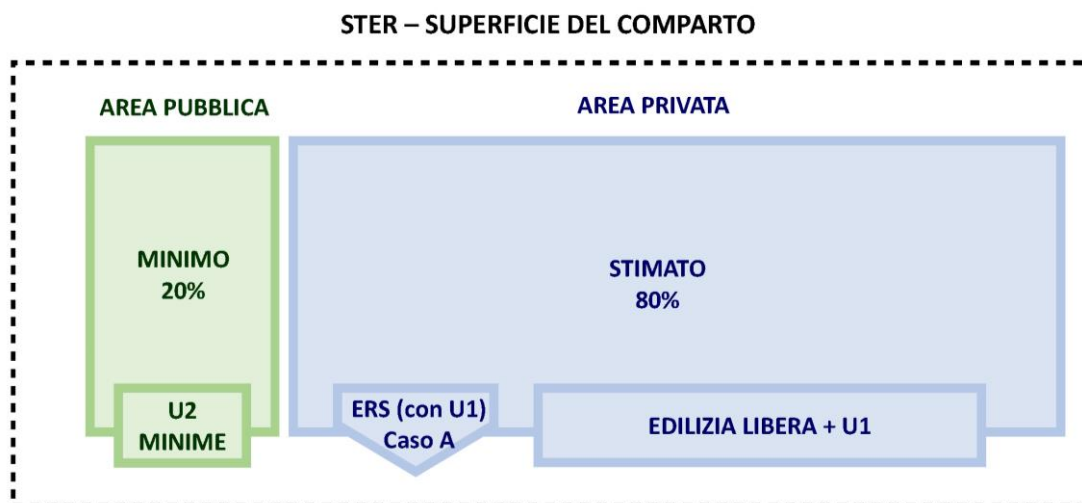 STER – SUPERFICIE DEL COMPARTO
AREA PUBBLICA
AREA PRIVATA
MINIMO
20%
STIMATO
80%
U2
MINIME
ERS (con U1)
Caso A
EDILIZIA LIBERA + U1